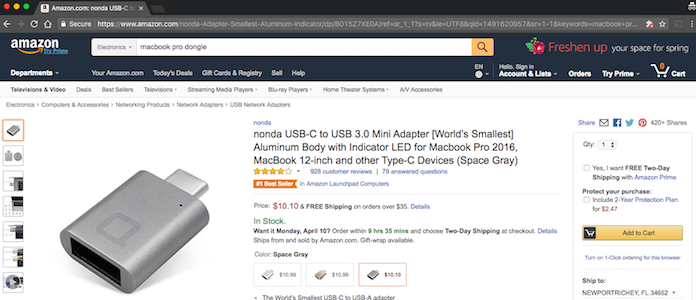 Amazon.com: nonda USB-C to
Secure https://www.amazon.com/nonda-Adapter-Smallest-Aluminum-Indicator/dp/B015Z7XE0A/ref=sr_1_1?s=tv&ie=UTF8&qid=1491620957&sr=1-1&keywords=macbook+pr...
amazon
Try Prime
Electronics
macbook pro dongle
Freshen up your space for spring
Departments
Your Amazon.com Today's Deals Gift Cards & Registry Sell Help
EN
Hello. Sign in
Account & Lists
Orders
Try Prime
0
Cart
Televisions & Video Deals Best Sellers Televisions Streaming Media Players Blu-ray Players Home Theater Systems A/V Accessories
Electronics › Computers & Accessories › Networking Products › Network Adapters › USB Network Adapters
nonda
nonda USB-C to USB 3.0 Mini Adapter [World's Smallest]
Aluminum Body with Indicator LED for Macbook Pro 2016,
MacBook 12-inch and other Type-C Devices (Space Gray)
928 customer reviews | 79 answered questions
#1 Best Seller in Amazon Launchpad Computers
Price: $10.10 & FREE Shipping on orders over $35. Details
In Stock.
Want it Monday, April 10? Order within 9 hrs 35 mins and choose Two-Day Shipping at checkout. Details
Ships from and sold by Amazon.com. Gift-wrap available.
Color: Space Gray
$10.99
$10.99
$10.10
• The World's Smallest USB-C to USB-A adapter
Share 420+ Shares
Qty: 1
Yes, I want FREE Two-Day
Shipping with Amazon Prime
Protect your purchase:
Include 2-Year Protection Plan
for $2.47
Add to Cart
Turn on 1-Click ordering for this browser
Ship to:
NEWPORTRICHEY, FL 34652